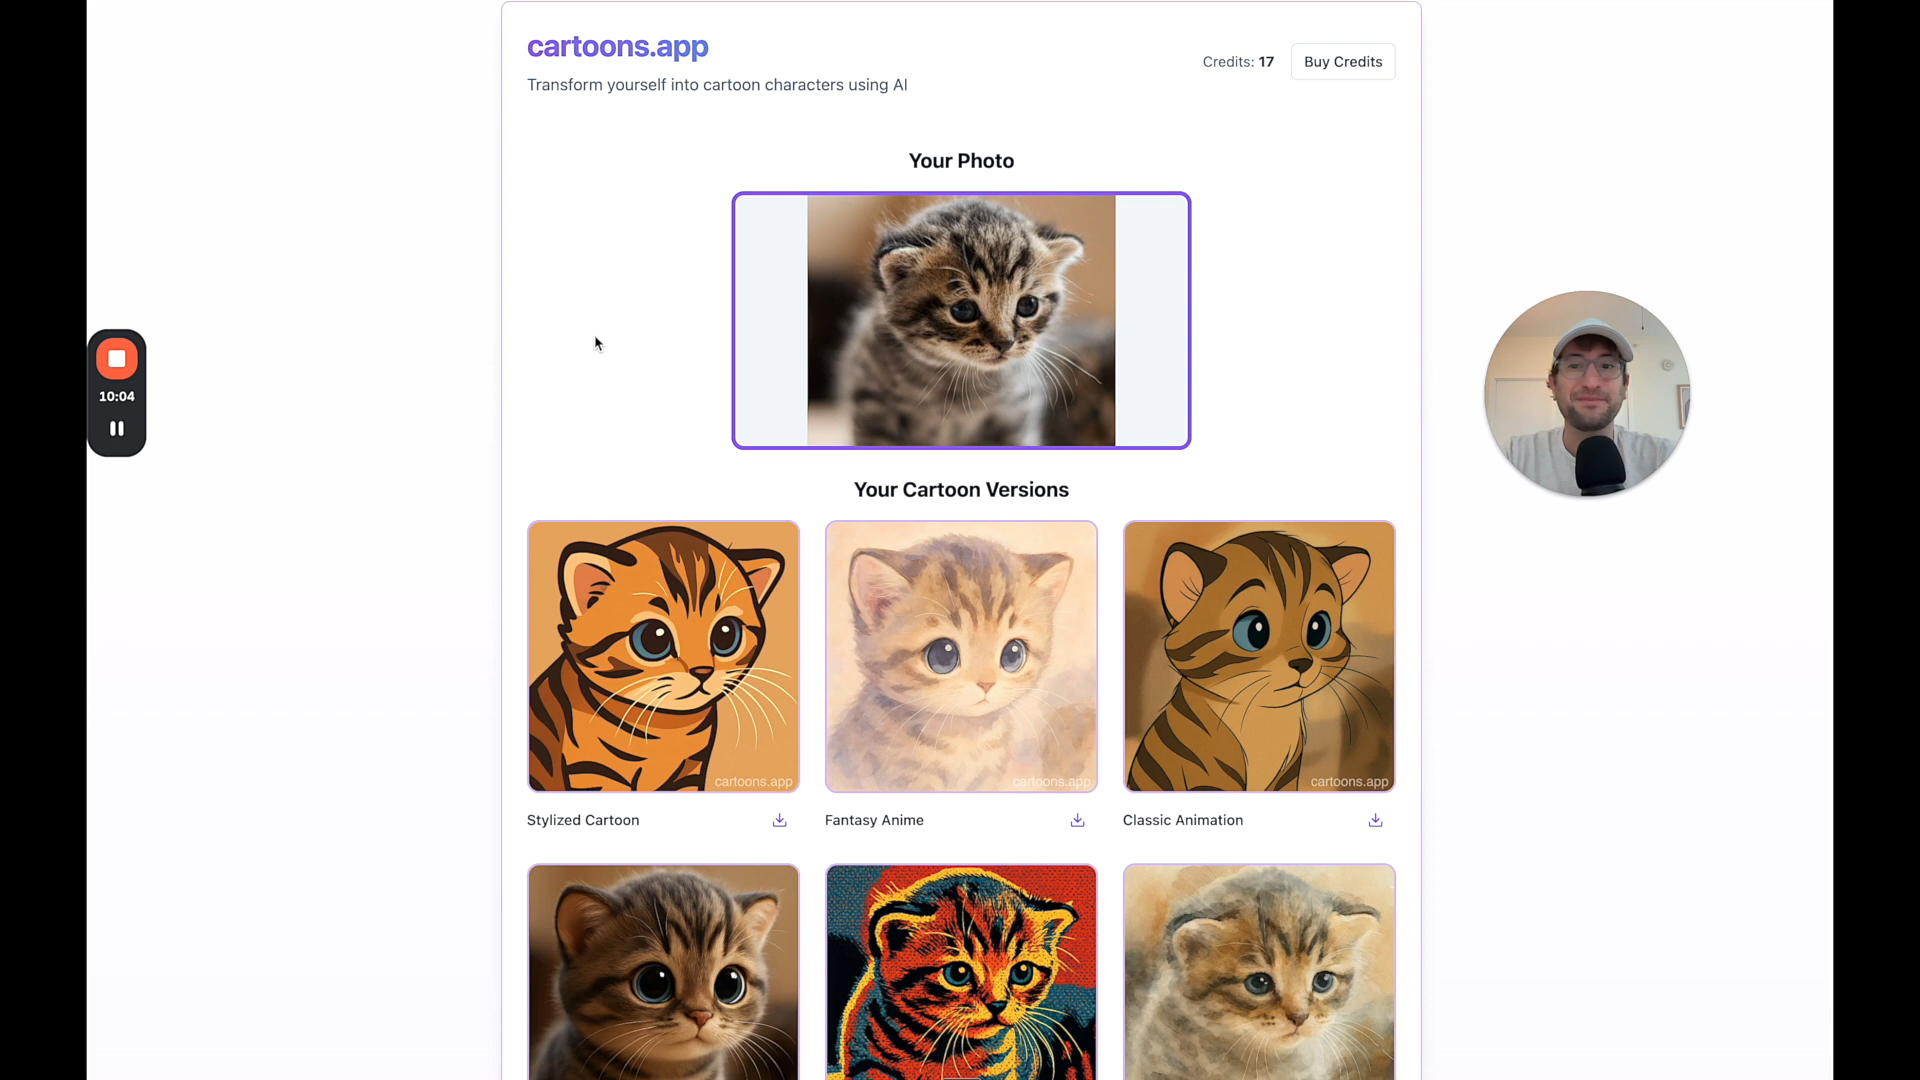 cartoons.app
Transform yourself into cartoon characters using AI
Credits: 17
Buy Credits
Your Photo
10:04
Your Cartoon Versions
cartoons.app
cartoons.app
cartoons.app
Stylized Cartoon
Fantasy Anime
Classic Animation